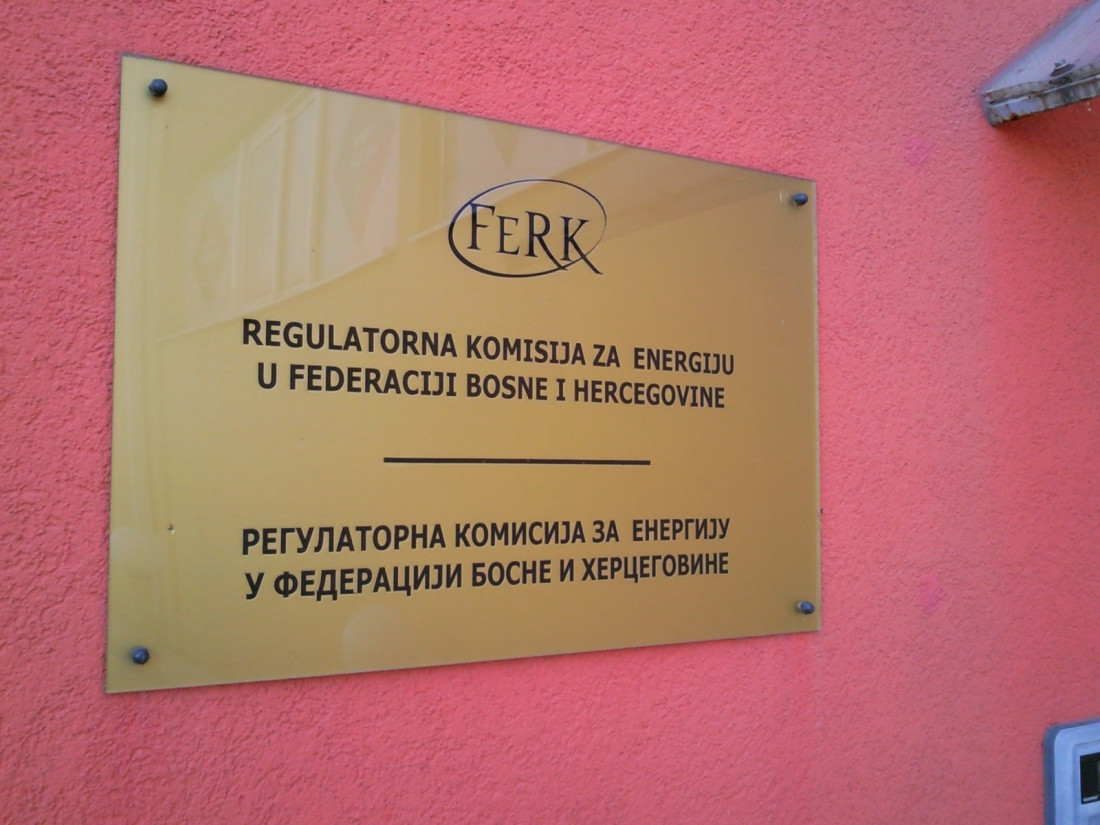 FERK
REGULATORNA KOMISIJA ZA ENERGIJU
U FEDERACIJI BOSNE I HERCEGOVINE
РЕГУЛАТОРНА КОМИСИЈА ЗА ЕНЕРГИЈУ
У ФЕДЕРАЦИЈИ БОСНЕ И ХЕРЦЕГОВИНЕ